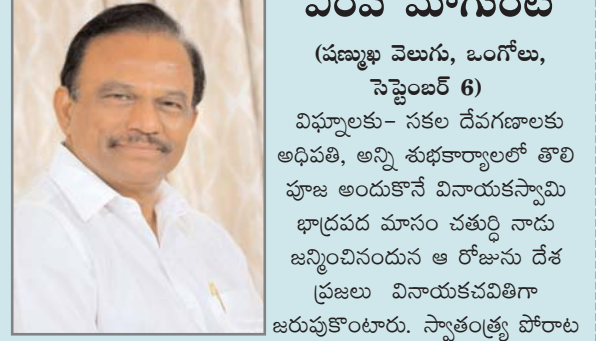 ఎంపి మాగుంట
(షణ్ముఖ వెలుగు, ఒంగోలు,
సెప్టెంబర్ 6)
విఘ్నాలకు- సకల దేవగణాలకు
అధిపతి, అన్ని శుభకార్యాలలో తొలి
పూజ అందుకొనే వినాయకస్వామి
భాద్రపద మాసం చతుర్ధి నాడు
జన్మించినందున ఆ రోజును దేశ
ప్రజలు వినాయకచవితిగా
జరుపుకొంటారు. స్వాతంత్ర్య పోరాట